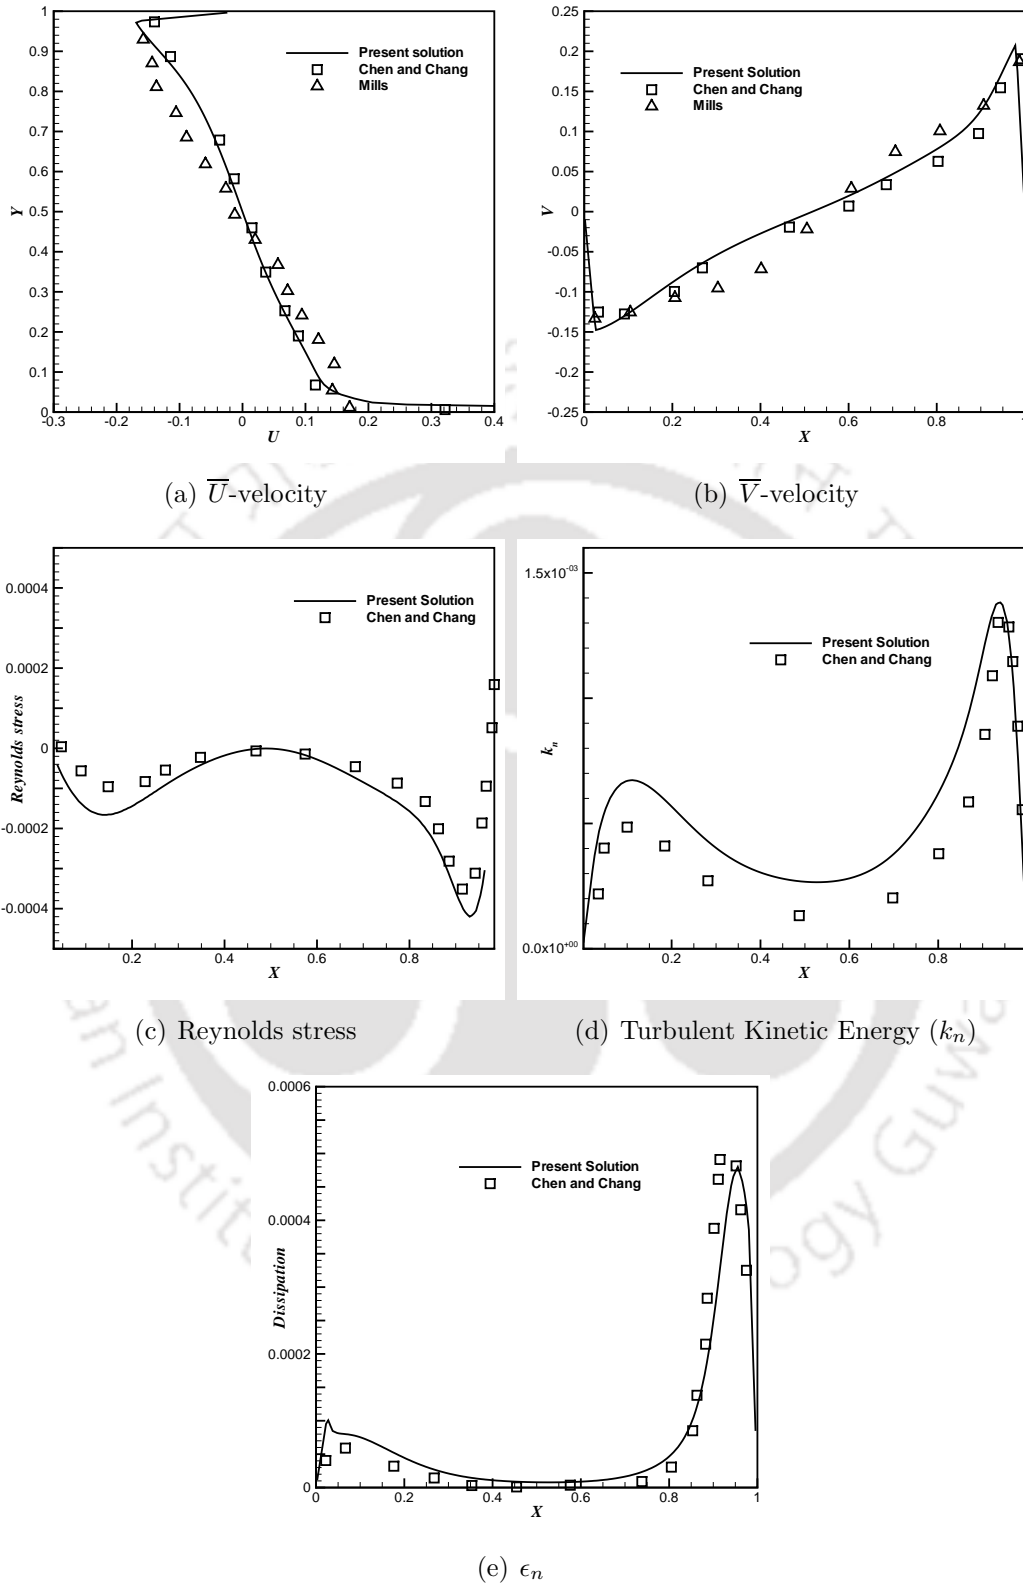 1
0.9
0.8
0.7
0.6
0.5
0.4
0.3
0.2
0.1
0
Y
-0.3 -0.2 -0.1 0 0.1 0.2 0.3 0.4
U
Present solution
Chen and Chang
Mills
(a) U̅-velocity
0.25
0.2
0.15
0.1
0.05
0
-0.05
-0.1
-0.15
-0.2
-0.25
V
0 0.2 0.4 0.6 0.8
X
Present Solution
Chen and Chang
Mills
(b) V̅-velocity
0.0004
0.0002
0
-0.0002
-0.0004
Reynolds stress
0.2 0.4 0.6 0.8
X
Present Solution
Chen and Chang
(c) Reynolds stress
1.5x10⁻⁰³
0.0x10⁺⁰⁰
kₙ
0.2 0.4 0.6 0.8
X
Present Solution
Chen and Chang
(d) Turbulent Kinetic Energy (kₙ)
0.0006
0.0004
0.0002
0
Dissipation
0 0.2 0.4 0.6 0.8 1
X
Present Solution
Chen and Chang
(e) ϵₙ